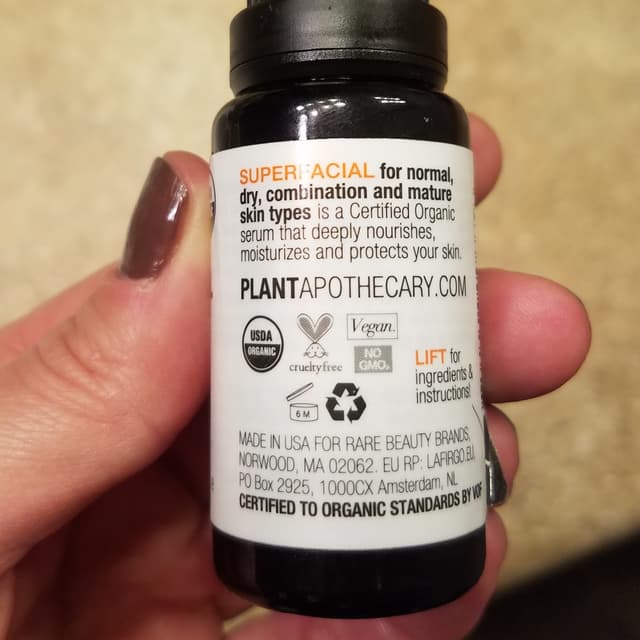 SUPERFACIAL for normal,
dry, combination and mature
skin types is a Certified Organic
serum that deeply nourishes,
moisturizes and protects your skin.
PLANTAPOTHECARY.COM
USDA
ORGANIC
crueltyfree
Vegan.
NO
GMOs
LIFT for
ingredients &
instructions!
6 M
MADE IN USA FOR RARE BEAUTY BRANDS,
NORWOOD, MA 02062. EU RP: LAFIRGO.EU,
PO Box 2925, 1000CX Amsterdam, NL
CERTIFIED TO ORGANIC STANDARDS BY VOF